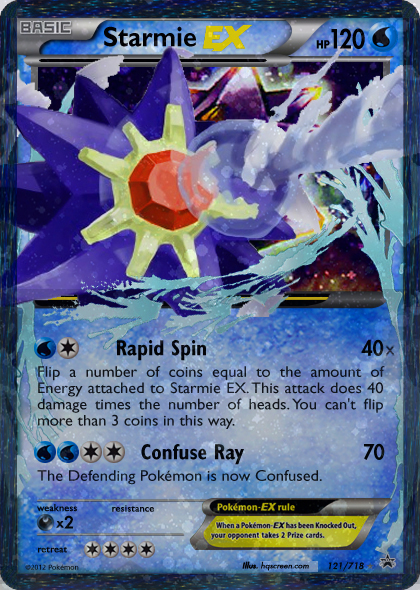 BASIC
Starmie EX HP120
Rapid Spin 40x
Flip a number of coins equal to the amount of
Energy attached to Starmie EX. This attack does 40
damage times the number of heads. You can't flip
more than 3 coins in this way.
Confuse Ray 70
The Defending Pokémon is now Confused.
weakness resistance
x2
retreat
Pokémon-EX rule
When a Pokémon-EX has been Knocked Out,
your opponent takes 2 Prize cards.
©2012 Pokémon Illus. hqscreen.com 121/718